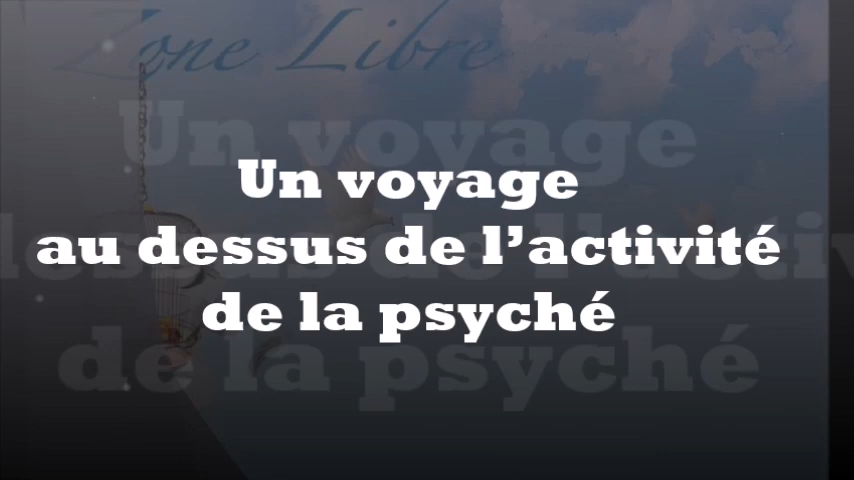 Zone Libre
Un voyage
au dessus de l’activité
de la psyché